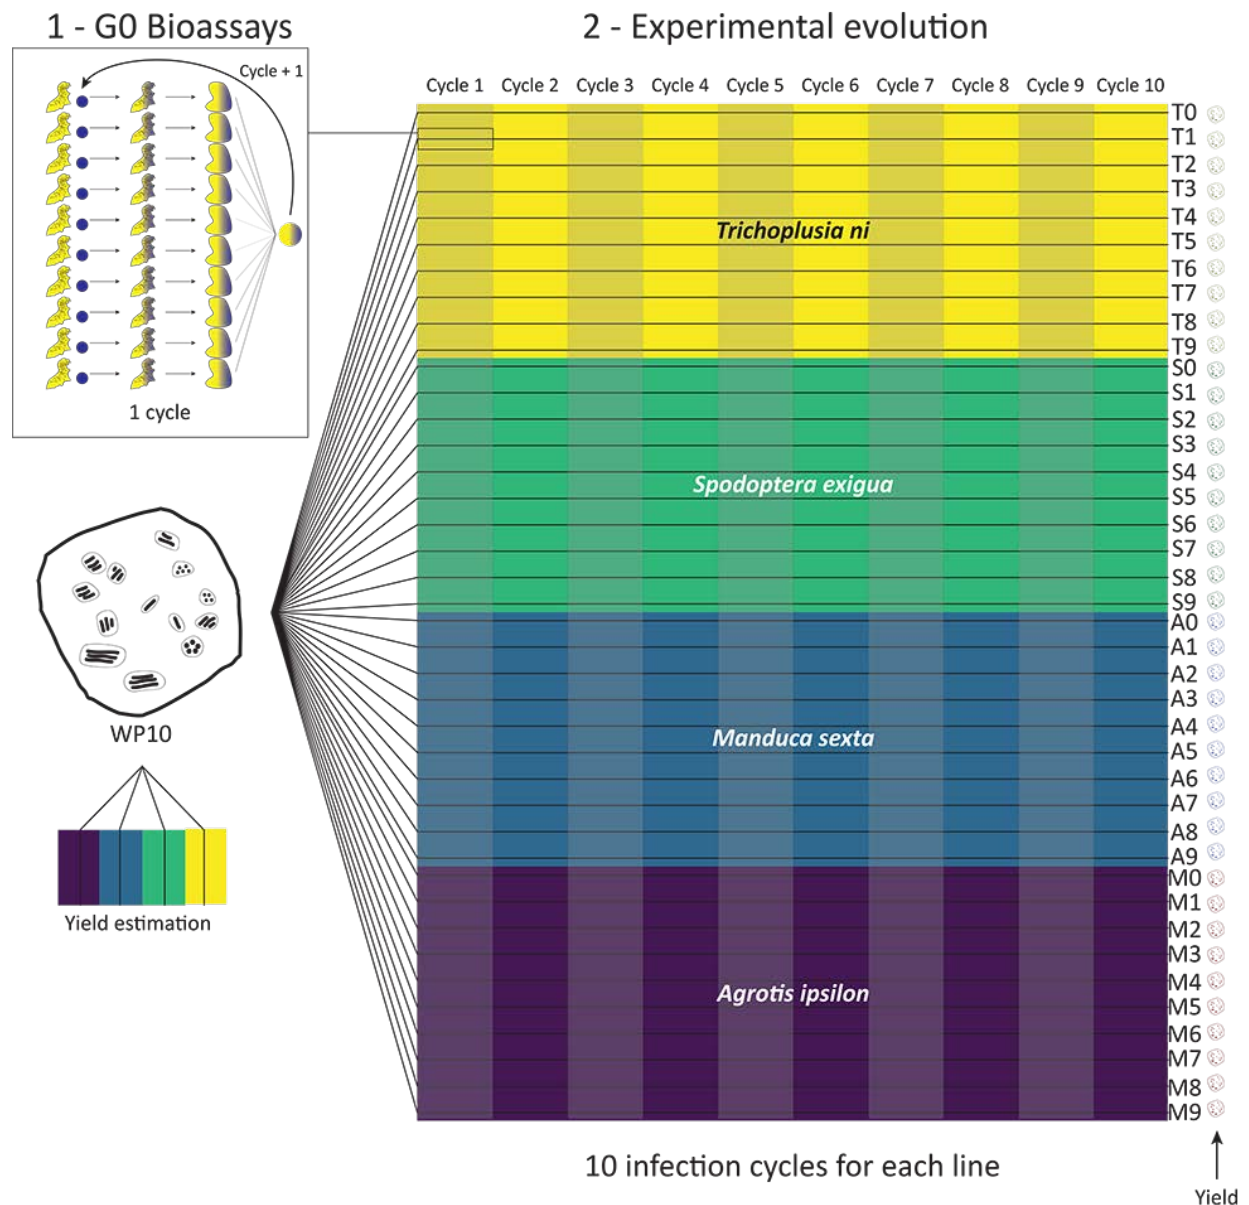 1 - G0 Bioassays
Cycle + 1
1 cycle
WP10
Yield estimation
2 - Experimental evolution
Cycle 1 Cycle 2 Cycle 3 Cycle 4 Cycle 5 Cycle 6 Cycle 7 Cycle 8 Cycle 9 Cycle 10
T0
T1
T2
T3
T4
Trichoplusia ni
T5
T6
T7
T8
T9
S0
S1
S2
S3
S4
Spodoptera exigua
S5
S6
S7
S8
S9
A0
A1
A2
A3
A4
Manduca sexta
A5
A6
A7
A8
A9
M0
M1
M2
M3
M4
Agrotis ipsilon
M5
M6
M7
M8
M9
10 infection cycles for each line
Yield